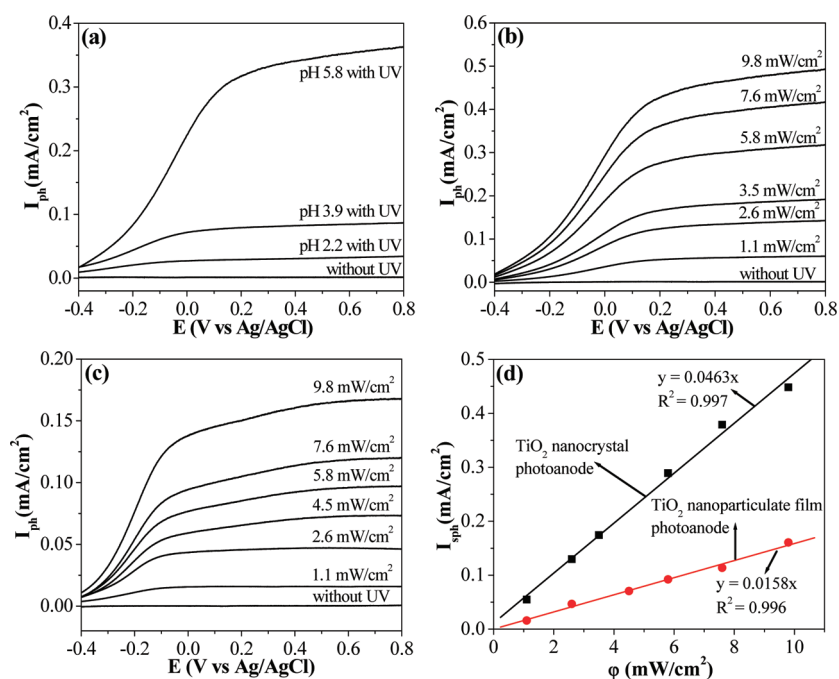 (a)
I_ph (mA/cm²)
0.4
0.3
0.2
0.1
0.0
pH 5.8 with UV
pH 3.9 with UV
pH 2.2 with UV
without UV
-0.4 0.0 0.4 0.8
E (V vs Ag/AgCl)
(b)
I_ph (mA/cm²)
0.6
0.5
0.4
0.3
0.2
0.1
0.0
9.8 mW/cm²
7.6 mW/cm²
5.8 mW/cm²
3.5 mW/cm²
2.6 mW/cm²
1.1 mW/cm²
without UV
-0.4 -0.2 0.0 0.2 0.4 0.6 0.8
E (V vs Ag/AgCl)
(c)
I_ph (mA/cm²)
0.20
0.15
0.10
0.05
0.00
9.8 mW/cm²
7.6 mW/cm²
5.8 mW/cm²
4.5 mW/cm²
2.6 mW/cm²
1.1 mW/cm²
without UV
-0.4 -0.2 0.0 0.2 0.4 0.6 0.8
E (V vs Ag/AgCl)
(d)
I_sph (mA/cm²)
0.5
0.4
0.3
0.2
0.1
0.0
y = 0.0463x
R² = 0.997
TiO₂ nanocrystal
photoanode
TiO₂ nanoparticulate film
photoanode
y = 0.0158x
R² = 0.996
0 2 4 6 8 10
φ (mW/cm²)